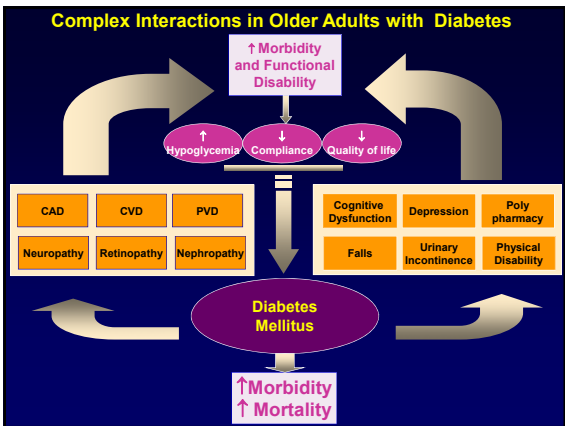 Complex Interactions in Older Adults with Diabetes
↑ Morbidity
and Functional
Disability
↑
Hypoglycemia
↓
Compliance
↓
Quality of life
CAD
CVD
PVD
Neuropathy
Retinopathy
Nephropathy
Cognitive
Dysfunction
Depression
Poly
pharmacy
Falls
Urinary
Incontinence
Physical
Disability
Diabetes
Mellitus
↑Morbidity
↑ Mortality